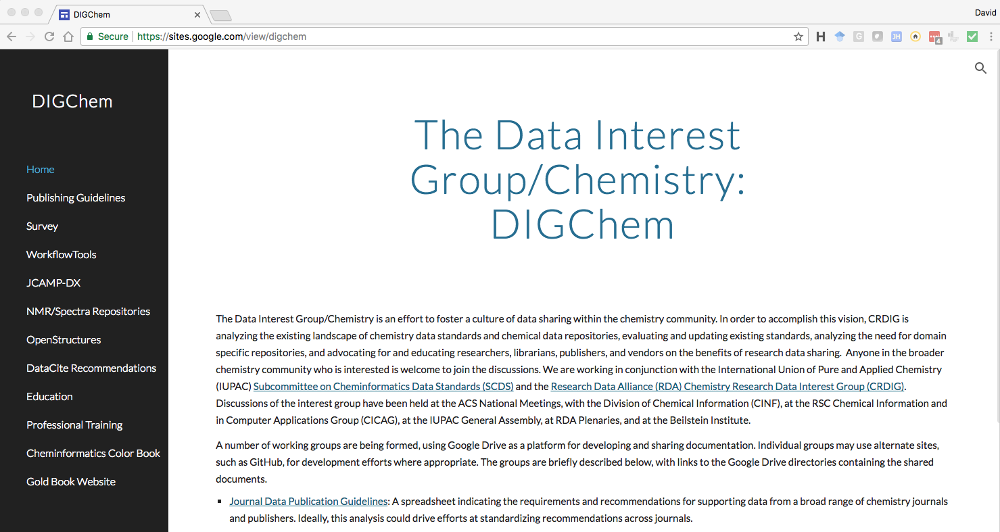 DIGChem
David
Secure
https://sites.google.com/view/digchem
H
G
JH
4
DIGChem
Home
Publishing Guidelines
Survey
WorkflowTools
JCAMP-DX
NMR/Spectra Repositories
OpenStructures
DataCite Recommendations
Education
Professional Training
Cheminformatics Color Book
Gold Book Website
The Data Interest
Group/Chemistry:
DIGChem
The Data Interest Group/Chemistry is an effort to foster a culture of data sharing within the chemistry community. In order to accomplish this vision, CRDIG is
analyzing the existing landscape of chemistry data standards and chemical data repositories, evaluating and updating existing standards, analyzing the need for domain
specific repositories, and advocating for and educating researchers, librarians, publishers, and vendors on the benefits of research data sharing.  Anyone in the broader
chemistry community who is interested is welcome to join the discussions. We are working in conjunction with the International Union of Pure and Applied Chemistry
(IUPAC) Subcommittee on Cheminformatics Data Standards (SCDS) and the Research Data Alliance (RDA) Chemistry Research Data Interest Group (CRDIG).
Discussions of the interest group have been held at the ACS National Meetings, with the Division of Chemical Information (CINF), at the RSC Chemical Information and
in Computer Applications Group (CICAG), at the IUPAC General Assembly, at RDA Plenaries, and at the Beilstein Institute.
A number of working groups are being formed, using Google Drive as a platform for developing and sharing documentation. Individual groups may use alternate sites,
such as GitHub, for development efforts where appropriate. The groups are briefly described below, with links to the Google Drive directories containing the shared
documents.
▪ Journal Data Publication Guidelines: A spreadsheet indicating the requirements and recommendations for supporting data from a broad range of chemistry journals
and publishers. Ideally, this analysis could drive efforts at standardizing recommendations across journals.